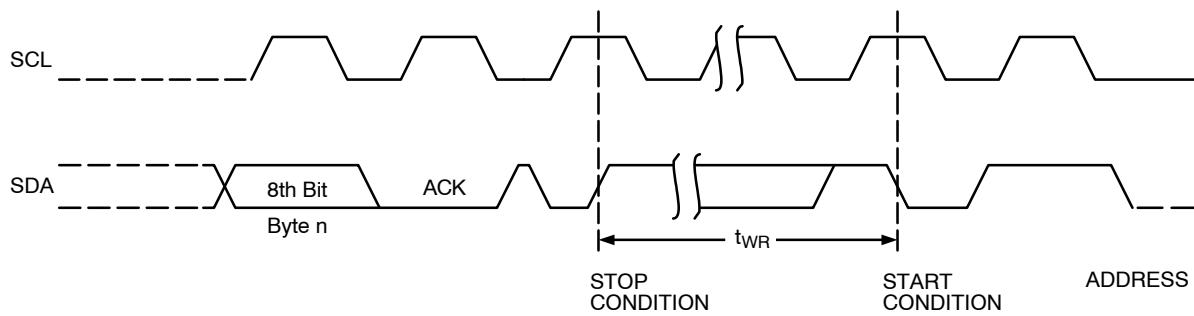 SCL
SDA
8th Bit
ACK
Byte n
tWR
STOP
CONDITION
START
CONDITION
ADDRESS